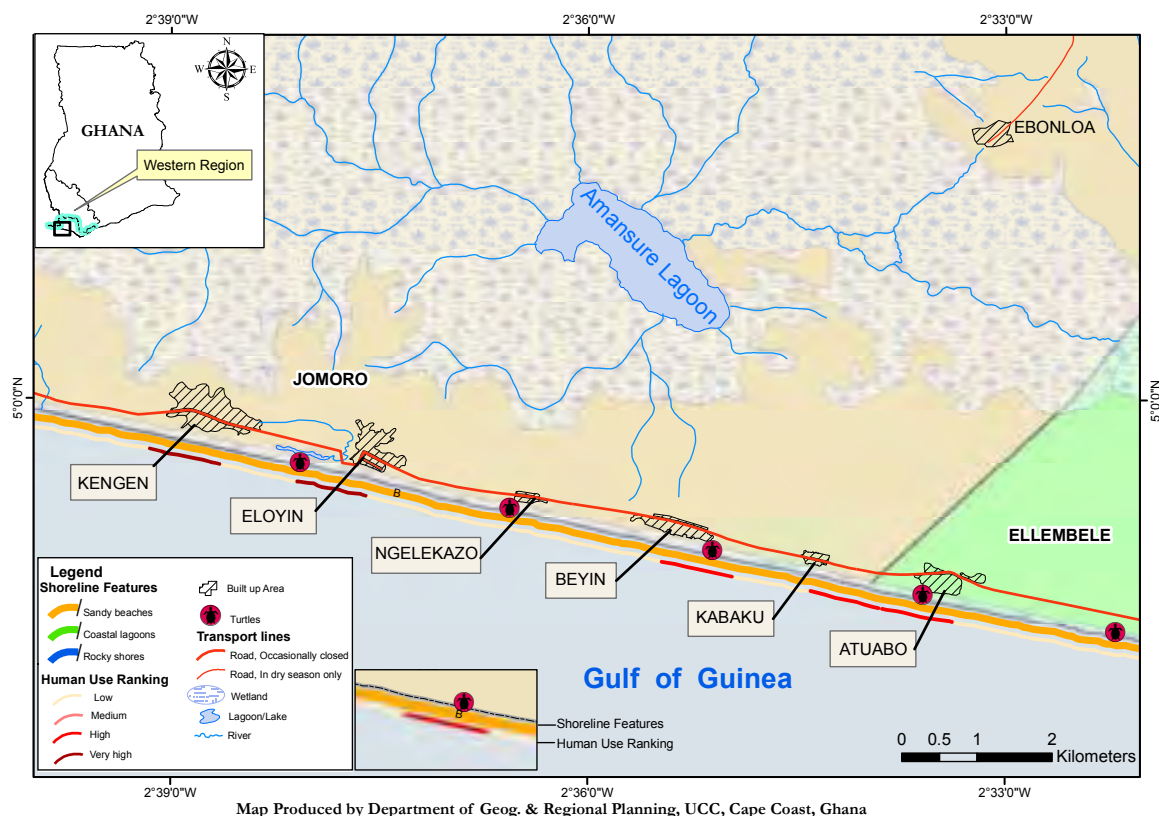 2°39'0"W
2°36'0"W
2°33'0"W
N
W
E
S
GHANA
Western Region
EBONLOA
Amansure Lagoon
5°0'0"N
5°0'0"N
JOMORO
KENGEN
ELOYIN
B
NGELEKAZO
BEYIN
ELLEMBELE
KABAKU
ATUABO
Gulf of Guinea
Legend
Shoreline Features
Sandy beaches
Coastal lagoons
Rocky shores
Human Use Ranking
Low
Medium
High
Very high
Built up Area
Turtles
Transport lines
Road, Occasionally closed
Road, In dry season only
Wetland
Lagoon/Lake
River
B
Shoreline Features
Human Use Ranking
0 0.5 1 2
Kilometers
2°39'0"W
2°36'0"W
2°33'0"W
Map Produced by Department of Geog. & Regional Planning, UCC, Cape Coast, Ghana